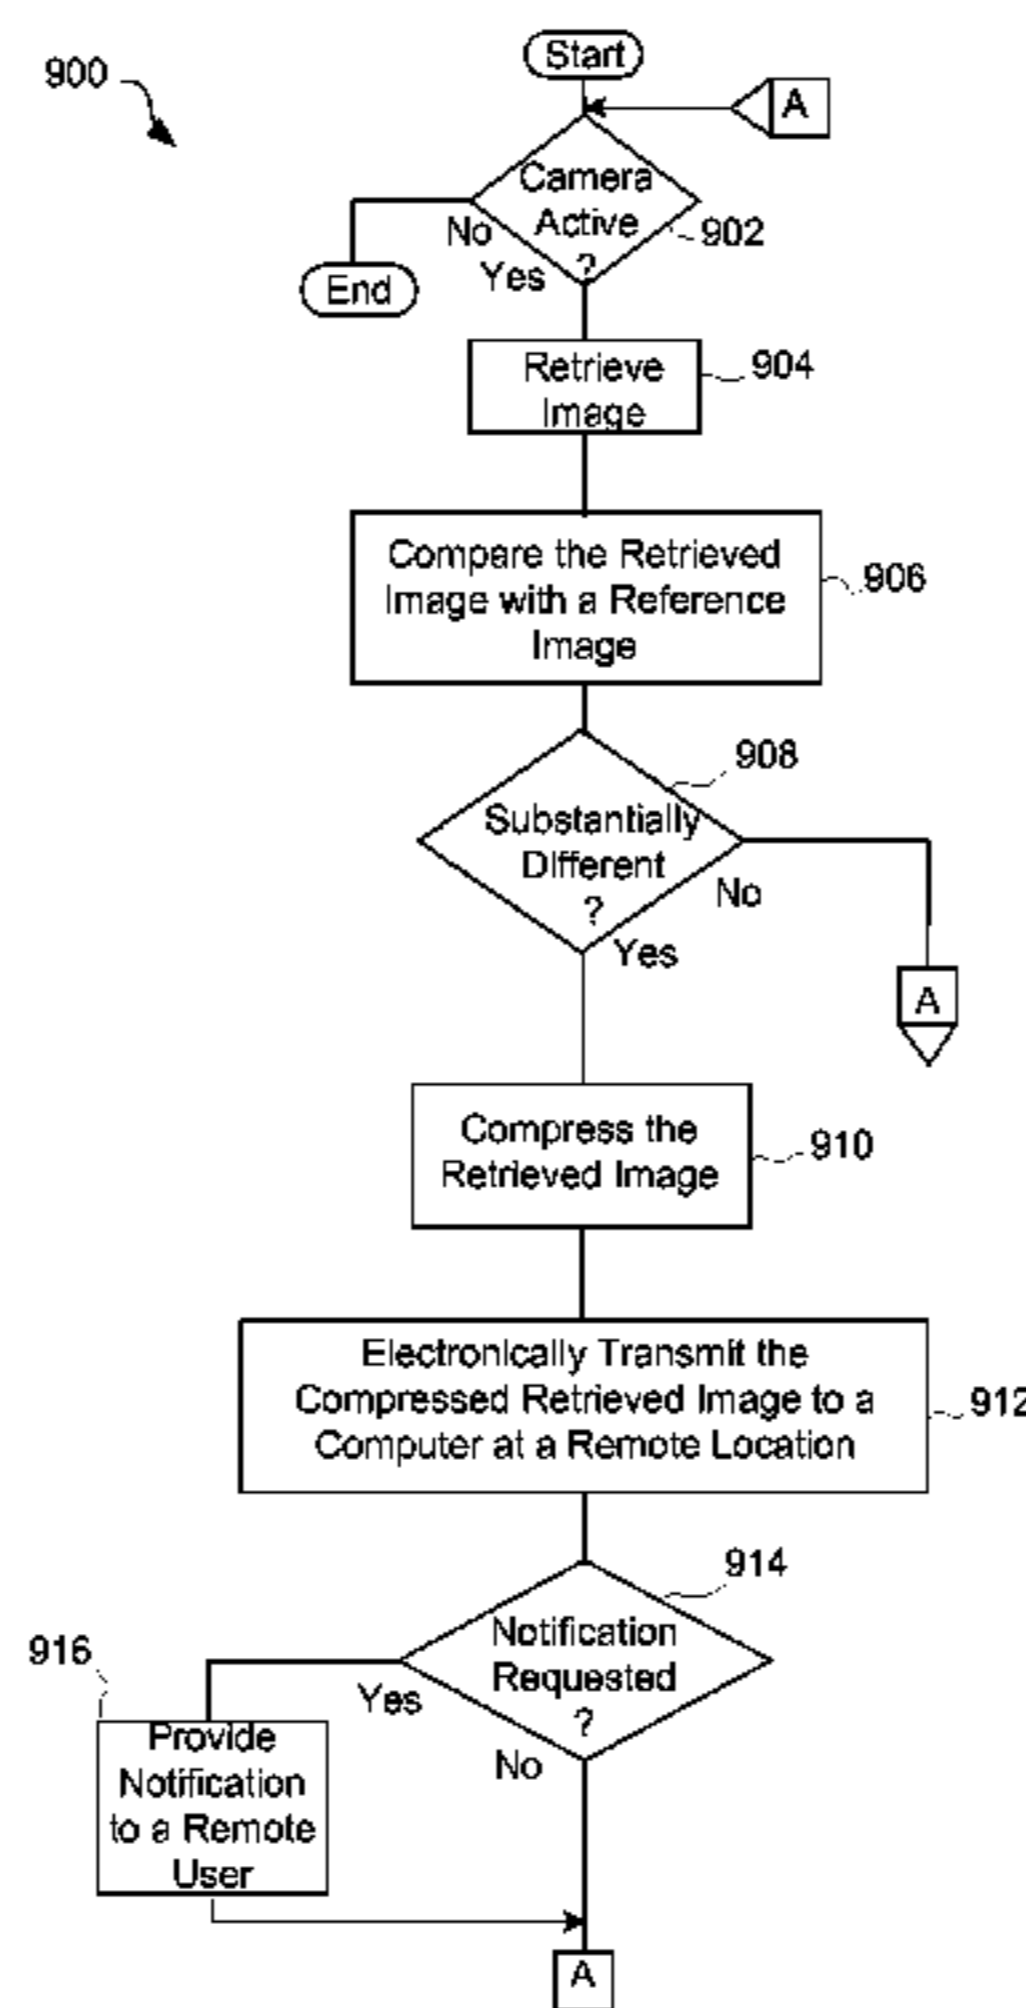 900
Start
A
Camera
Active
?
902
No
Yes
End
Retrieve
Image
904
Compare the Retrieved
Image with a Reference
Image
906
908
Substantially
Different
?
No
Yes
A
Compress the
Retrieved Image
910
Electronically Transmit the
Compressed Retrieved Image to a
Computer at a Remote Location
912
914
Notification
Requested
?
Yes
No
916
Provide
Notification
to a Remote
User
A